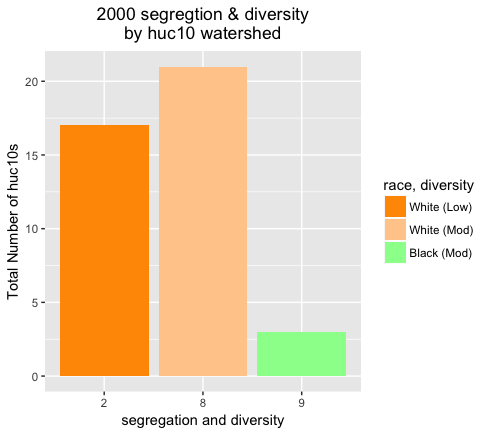 2000 segregtion & diversity
by huc10 watershed
Total Number of huc10s
20
15
10
5
0
2
8
9
segregation and diversity
race, diversity
White (Low)
White (Mod)
Black (Mod)